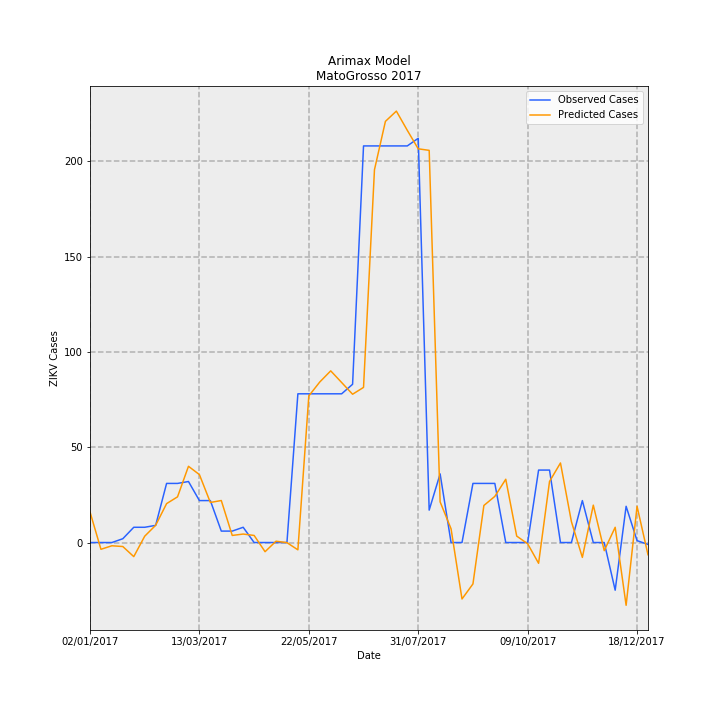 Arimax Model
MatoGrosso 2017
Observed Cases
Predicted Cases
ZIKV Cases
200
150
100
50
0
02/01/2017 13/03/2017 22/05/2017 31/07/2017 09/10/2017 18/12/2017
Date